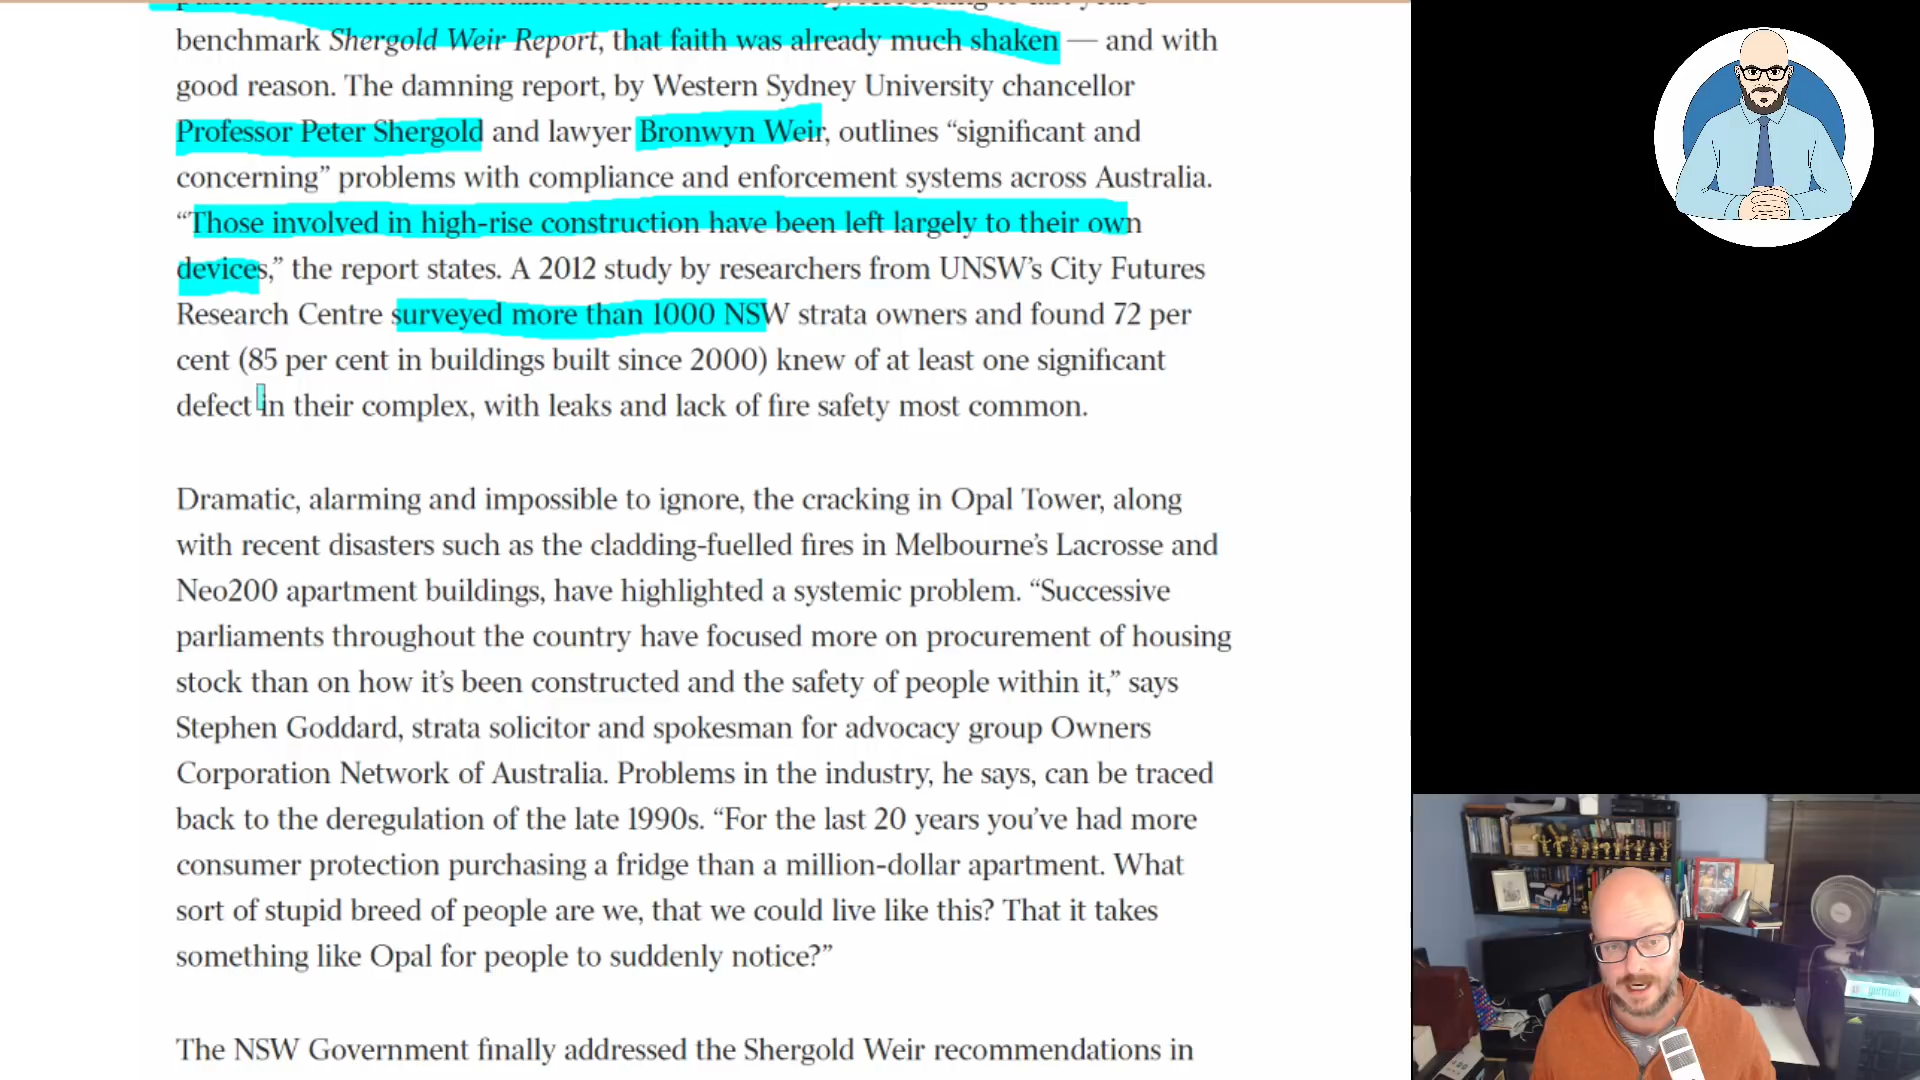 benchmark Shergold Weir Report, that faith was already much shaken — and with
good reason. The damning report, by Western Sydney University chancellor
Professor Peter Shergold and lawyer Bronwyn Weir, outlines “significant and
concerning” problems with compliance and enforcement systems across Australia.
“Those involved in high-rise construction have been left largely to their own
devices,” the report states. A 2012 study by researchers from UNSW’s City Futures
Research Centre surveyed more than 1000 NSW strata owners and found 72 per
cent (85 per cent in buildings built since 2000) knew of at least one significant
defect in their complex, with leaks and lack of fire safety most common.
Dramatic, alarming and impossible to ignore, the cracking in Opal Tower, along
with recent disasters such as the cladding-fuelled fires in Melbourne’s Lacrosse and
Neo200 apartment buildings, have highlighted a systemic problem. “Successive
parliaments throughout the country have focused more on procurement of housing
stock than on how it’s been constructed and the safety of people within it,” says
Stephen Goddard, strata solicitor and spokesman for advocacy group Owners
Corporation Network of Australia. Problems in the industry, he says, can be traced
back to the deregulation of the late 1990s. “For the last 20 years you’ve had more
consumer protection purchasing a fridge than a million-dollar apartment. What
sort of stupid breed of people are we, that we could live like this? That it takes
something like Opal for people to suddenly notice?”
The NSW Government finally addressed the Shergold Weir recommendations in